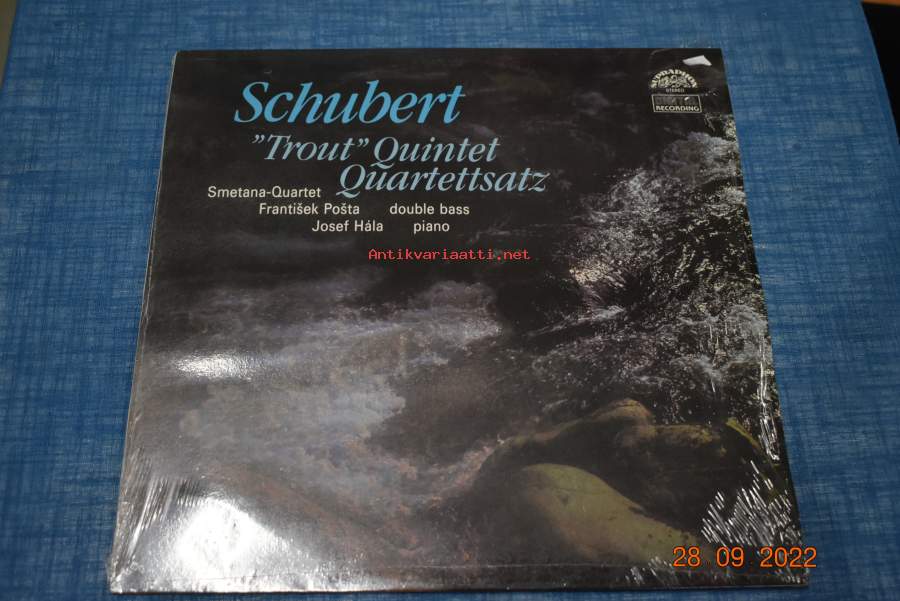 Schubert
"Trout" Quintet
Quartettsatz
Smetana-Quartet
František Pošta double bass
Josef Hála piano
Antikvariaatti.net
SUPRAPHON
STEREO
DIGITAL
RECORDING
28 09 2022